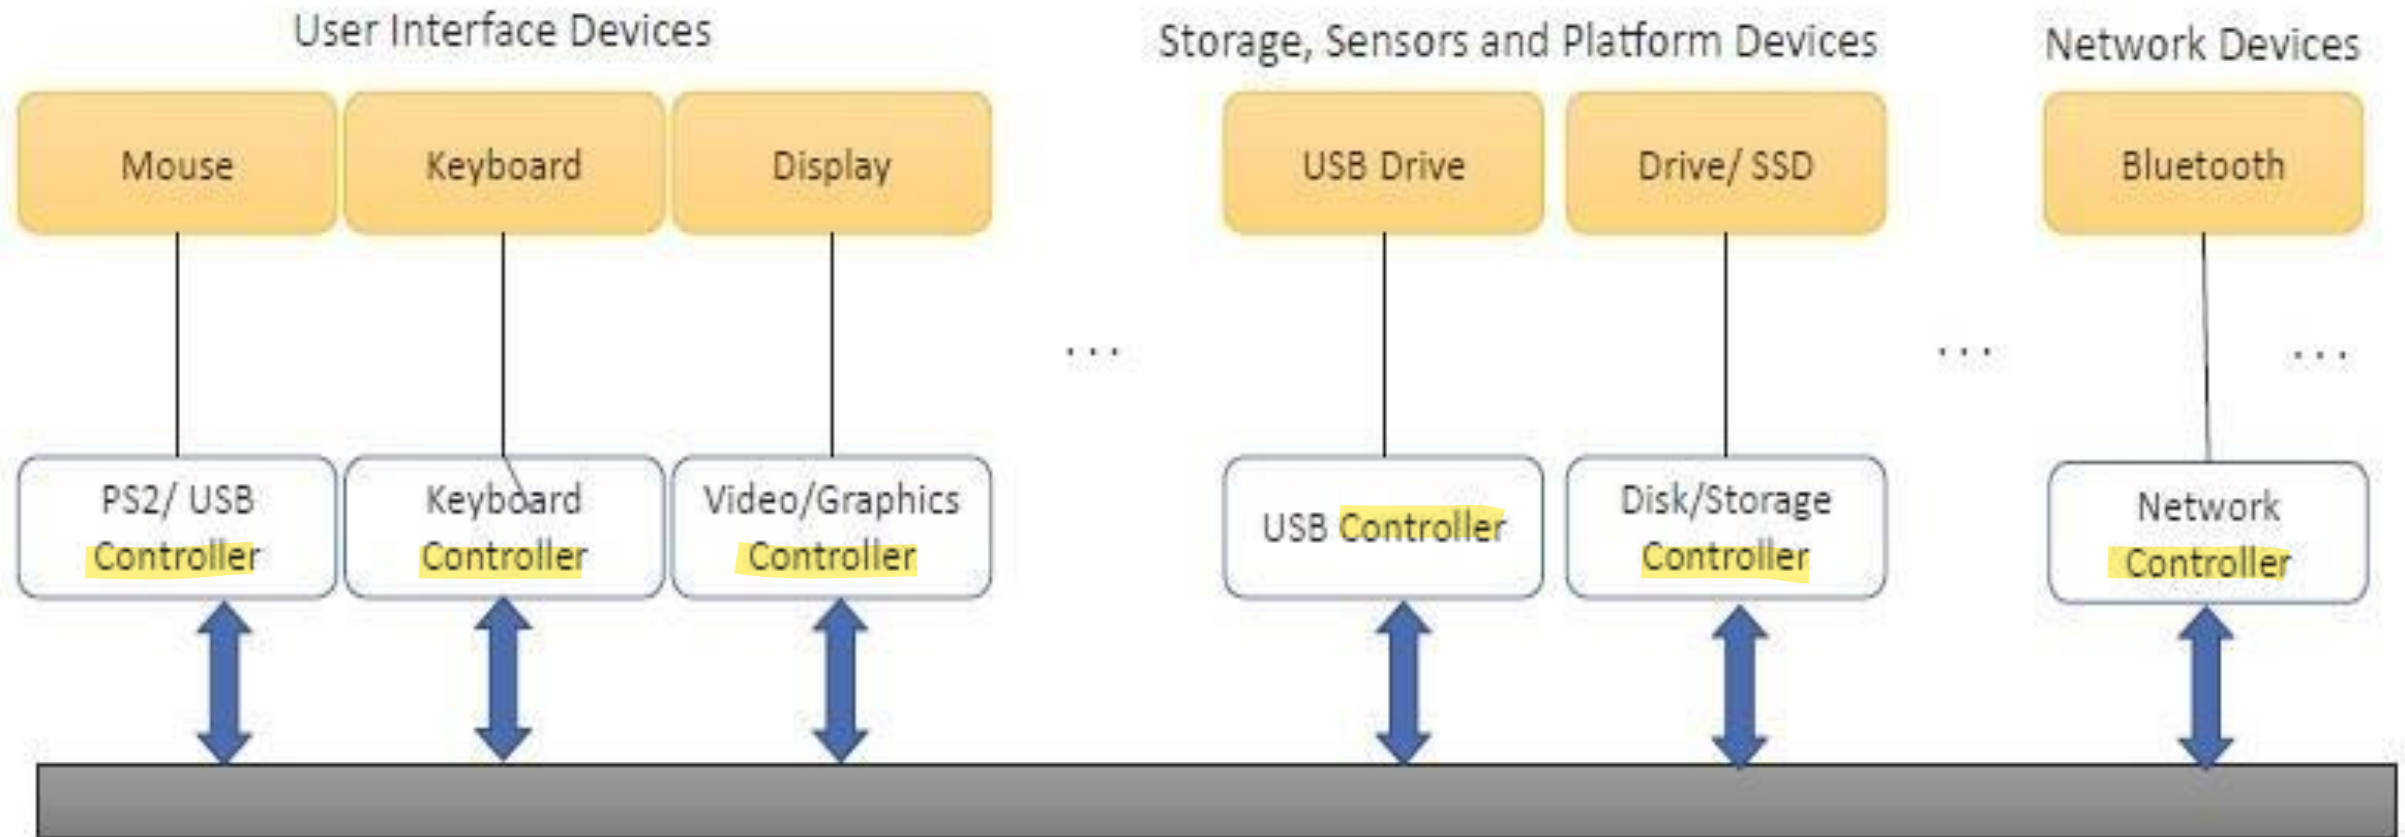 User Interface Devices
Storage, Sensors and Platform Devices
Network Devices
Mouse
Keyboard
Display
USB Drive
Drive/ SSD
Bluetooth
...
...
...
PS2/ USB
Controller
Keyboard
Controller
Video/Graphics
Controller
USB Controller
Disk/Storage
Controller
Network
Controller